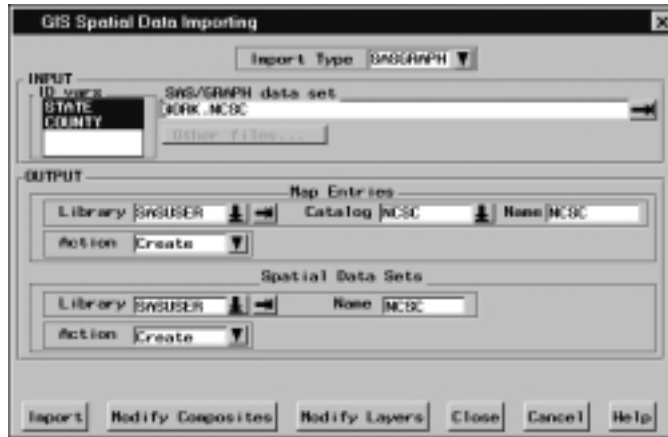 GIS Spatial Data Importing
Import Type SASGRAPH
INPUT
ID vars SAS/GRAPH data set
STATE WORK.NCSC
COUNTY
Other files...
OUTPUT
Map Entries
Library SASUSER Catalog NCSC Name NCSC
Action Create
Spatial Data Sets
Library SASUSER Name NCSC
Action Create
Import Modify Composites Modify Layers Close Cancel Help